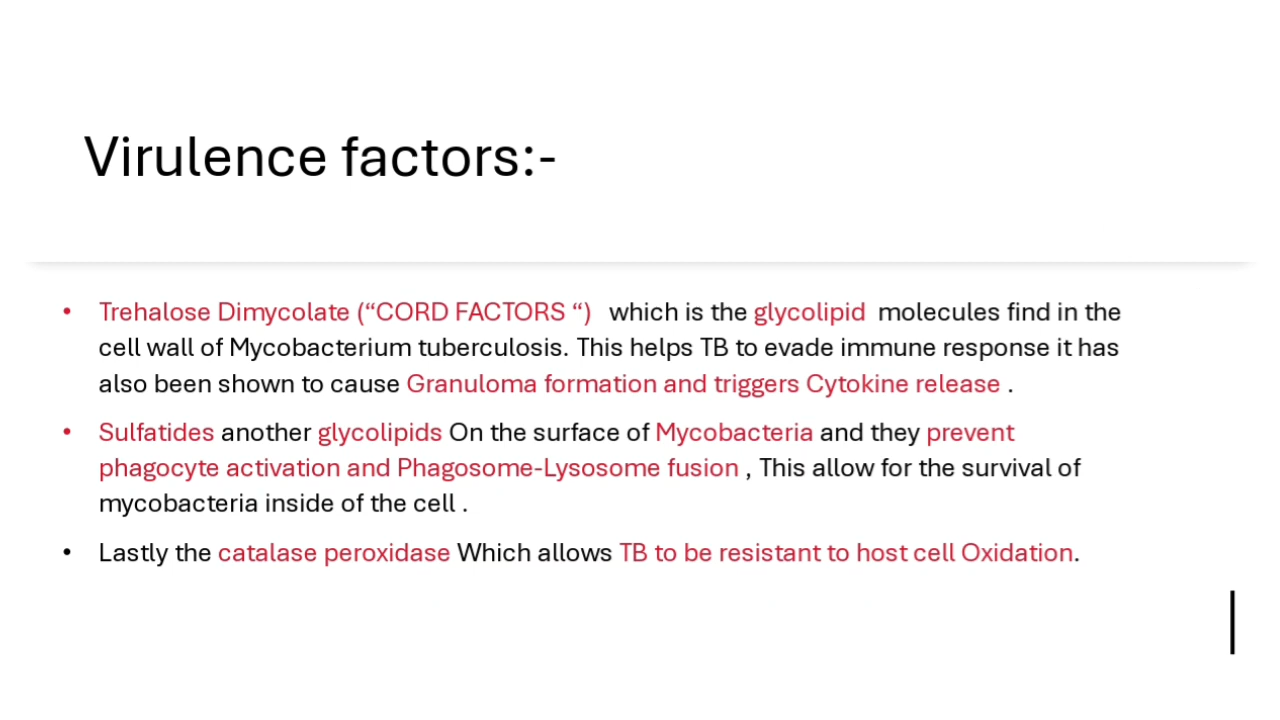 Virulence factors:-
• Trehalose Dimycolate (“CORD FACTORS “) which is the glycolipid molecules find in the
cell wall of Mycobacterium tuberculosis. This helps TB to evade immune response it has
also been shown to cause Granuloma formation and triggers Cytokine release .
• Sulfatides another glycolipids On the surface of Mycobacteria and they prevent
phagocyte activation and Phagosome-Lysosome fusion , This allow for the survival of
mycobacteria inside of the cell .
• Lastly the catalase peroxidase Which allows TB to be resistant to host cell Oxidation.